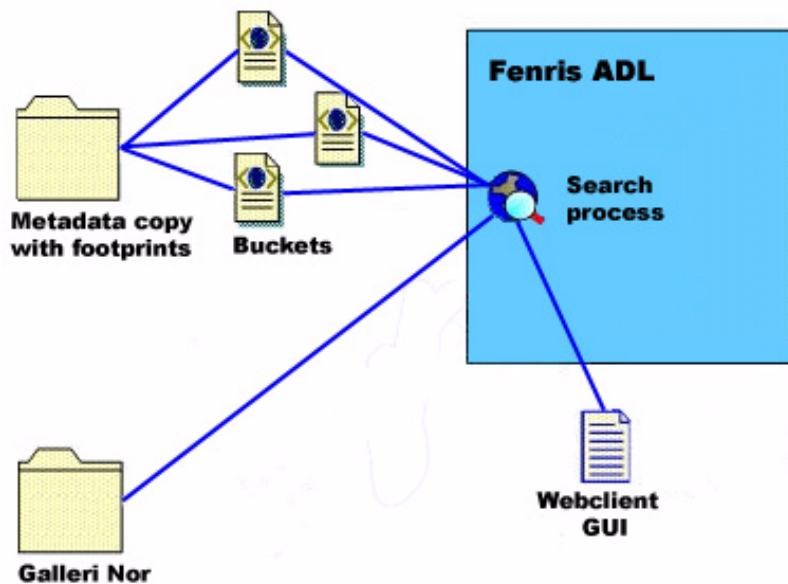 Fenris ADL
Search
process
Metadata copy
with footprints
Buckets
Webclient
GUI
Galleri Nor